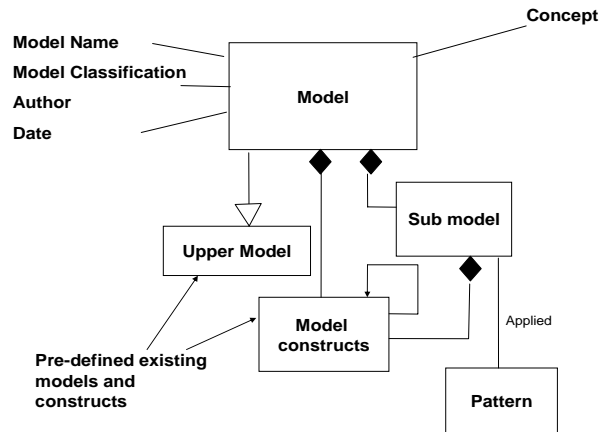 Concept
Model Name
Model Classification
Author
Date
Model
Sub model
Upper Model
Model
constructs
Applied
Pre-defined existing
models and
constructs
Pattern